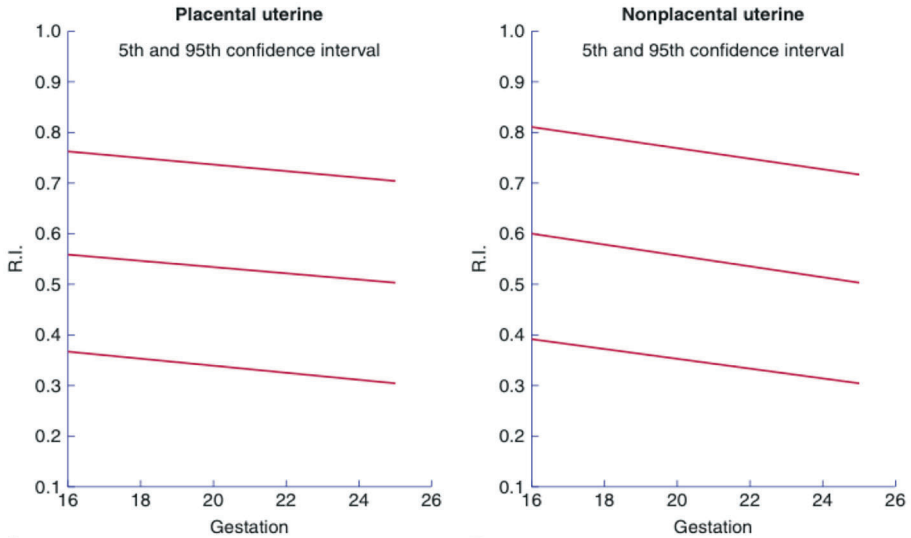 Placental uterine
5th and 95th confidence interval
1.0
0.9
0.8
0.7
0.6
0.5
0.4
0.3
0.2
0.1
R.I.
16 18 20 22 24 26
Gestation
Nonplacental uterine
5th and 95th confidence interval
1.0
0.9
0.8
0.7
0.6
0.5
0.4
0.3
0.2
0.1
R.I.
16 18 20 22 24 26
Gestation